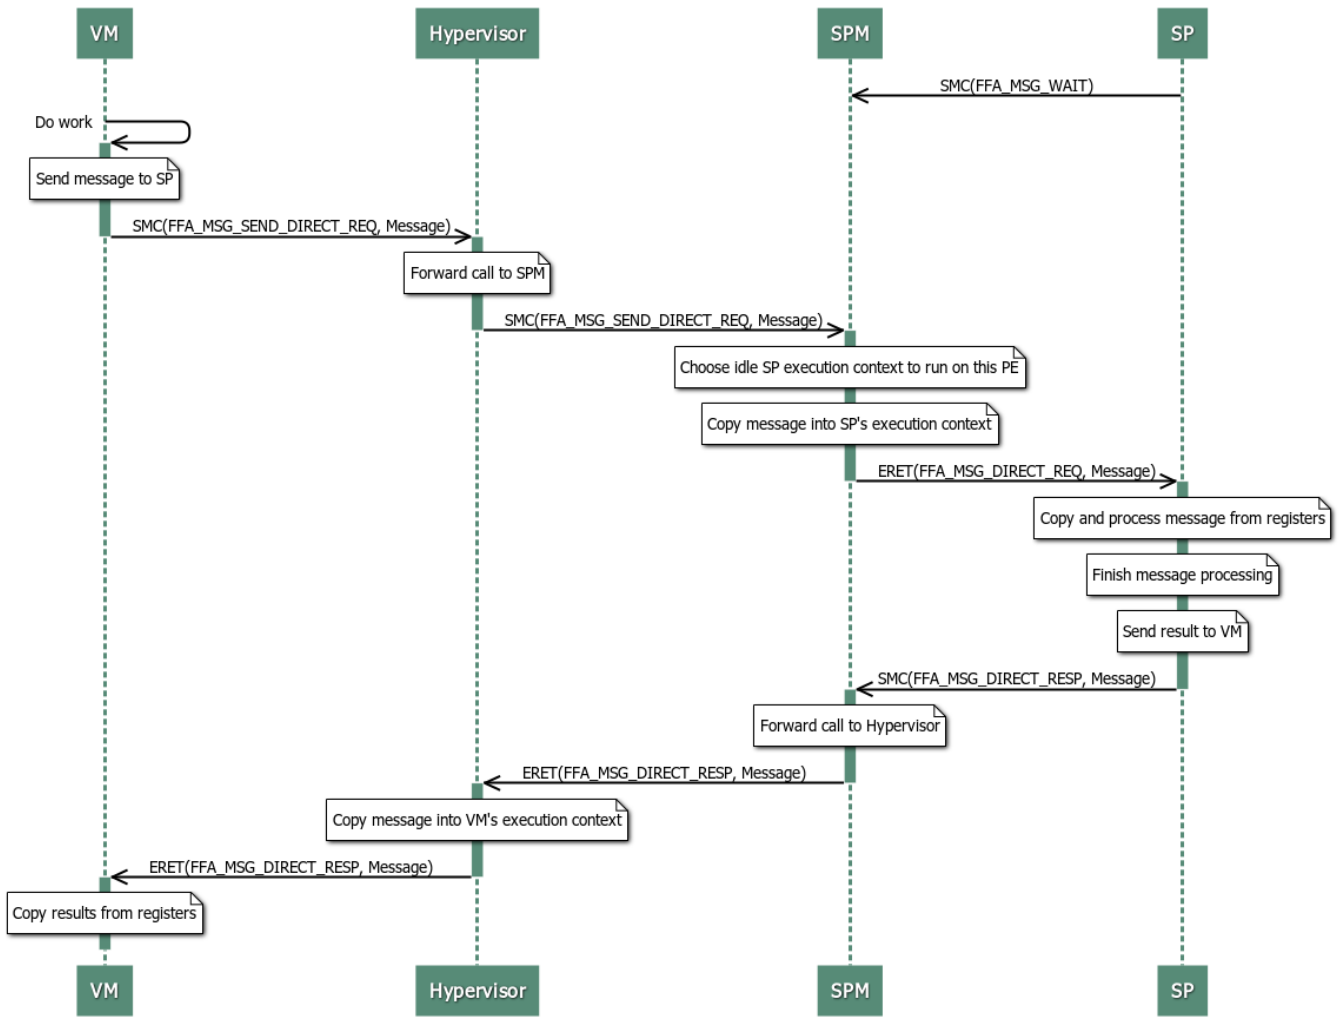 VM
Hypervisor
SPM
SP
SMC(FFA_MSG_WAIT)
Do work
Send message to SP
SMC(FFA_MSG_SEND_DIRECT_REQ, Message)
Forward call to SPM
SMC(FFA_MSG_SEND_DIRECT_REQ, Message)
Choose idle SP execution context to run on this PE
Copy message into SP's execution context
ERET(FFA_MSG_DIRECT_REQ, Message)
Copy and process message from registers
Finish message processing
Send result to VM
SMC(FFA_MSG_DIRECT_RESP, Message)
Forward call to Hypervisor
ERET(FFA_MSG_DIRECT_RESP, Message)
Copy message into VM's execution context
ERET(FFA_MSG_DIRECT_RESP, Message)
Copy results from registers
VM
Hypervisor
SPM
SP